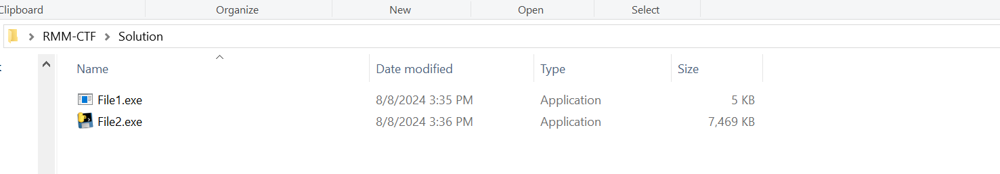 Clipboard Organize New Open Select
RMM-CTF Solution
Name Date modified Type Size
File1.exe 8/8/2024 3:35 PM Application 5 KB
File2.exe 8/8/2024 3:36 PM Application 7,469 KB